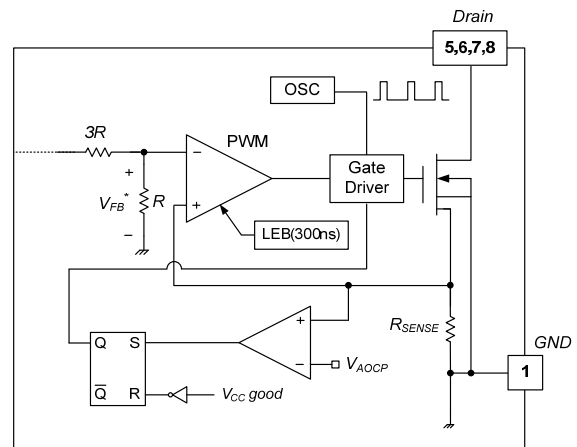 Drain
5,6,7,8
OSC
3R
PWM
−
Gate
Driver
+
V_FB*
R
+
−
LEB(300ns)
R_SENSE
+
Q
S
GND
−
V_AOCP
1
Q̅
R
V_CC good